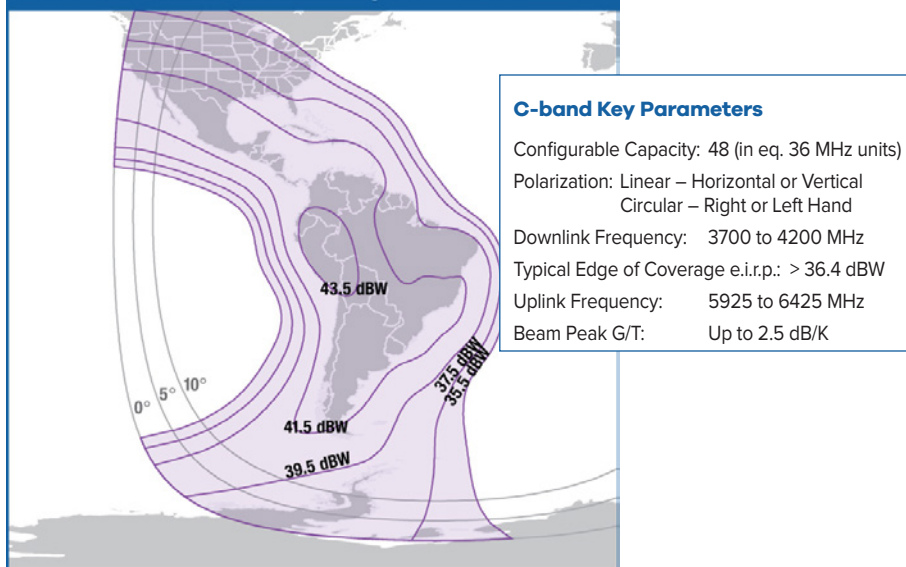 C-band Key Parameters
Configurable Capacity: 48 (in eq. 36 MHz units)
Polarization: Linear – Horizontal or Vertical
Circular – Right or Left Hand
Downlink Frequency: 3700 to 4200 MHz
Typical Edge of Coverage e.i.r.p.: > 36.4 dBW
Uplink Frequency: 5925 to 6425 MHz
Beam Peak G/T: Up to 2.5 dB/K
43.5 dBW
37.5 dBW
35.5 dBW
0° 5° 10°
41.5 dBW
39.5 dBW